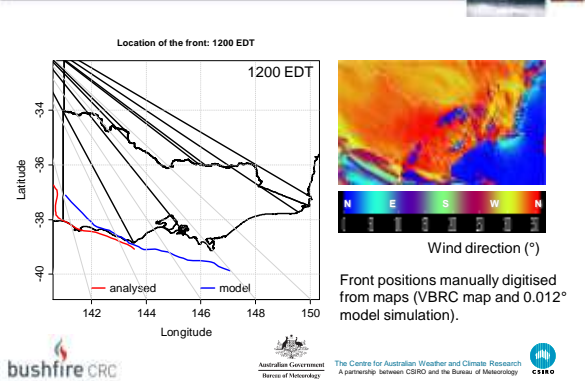 Location of the front: 1200 EDT
1200 EDT
-34
-36
-38
-40
Latitude
analysed
model
142
144
146
148
150
Longitude
N E S W N
Wind direction (°)
Front positions manually digitised
from maps (VBRC map and 0.012°
model simulation).
bushfire CRC
Australian Government
Bureau of Meteorology
The Centre for Australian Weather and Climate Research
A partnership between CSIRO and the Bureau of Meteorology
CSIRO